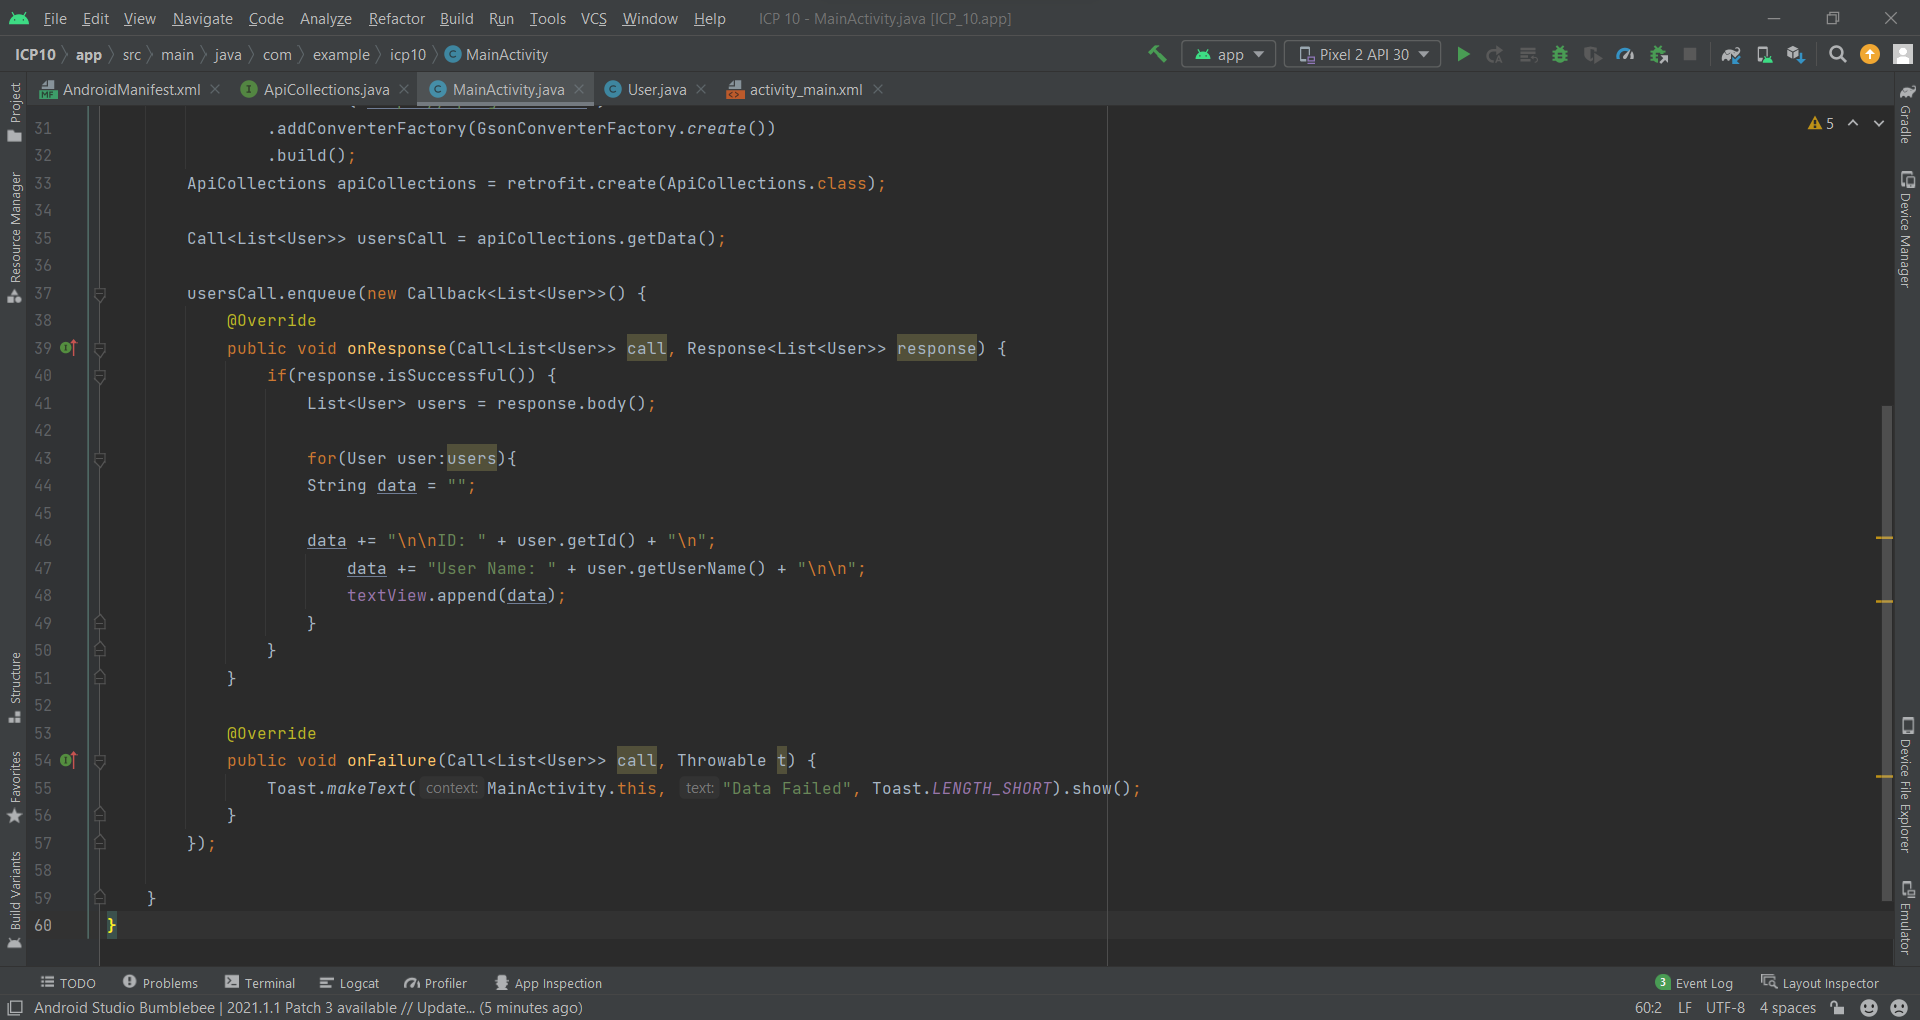 File Edit View Navigate Code Analyze Refactor Build Run Tools VCS Window Help ICP 10 - MainActivity.java [ICP_10.app]
ICP10 app src main java com example icp10 MainActivity app Pixel 2 API 30
AndroidManifest.xml ApiCollections.java MainActivity.java User.java activity_main.xml
31 .addConverterFactory(GsonConverterFactory.create())
5
32 .build();
33 ApiCollections apiCollections = retrofit.create(ApiCollections.class);
34
35 Call<List<User>> usersCall = apiCollections.getData();
36
37 usersCall.enqueue(new Callback<List<User>>() {
38 @Override
39 public void onResponse(Call<List<User>> call, Response<List<User>> response) {
40 if(response.isSuccessful()) {
41 List<User> users = response.body();
42
43 for(User user:users){
44 String data = "";
45
46 data += "\n\nID: " + user.getId() + "\n";
47 data += "User Name: " + user.getUserName() + "\n\n";
48 textView.append(data);
49 }
50 }
51 }
52
53 @Override
54 public void onFailure(Call<List<User>> call, Throwable t) {
55 Toast.makeText( context: MainActivity.this, text: "Data Failed", Toast.LENGTH_SHORT).show();
56 }
57 });
58
59 }
60 }
Project
Resource Manager
Structure
Favorites
Build Variants
Gradle
Device Manager
Device File Explorer
Emulator
TODO Problems Terminal Logcat Profiler App Inspection 3 Event Log Layout Inspector
Android Studio Bumblebee | 2021.1.1 Patch 3 available // Update... (5 minutes ago) 60:2 LF UTF-8 4 spaces